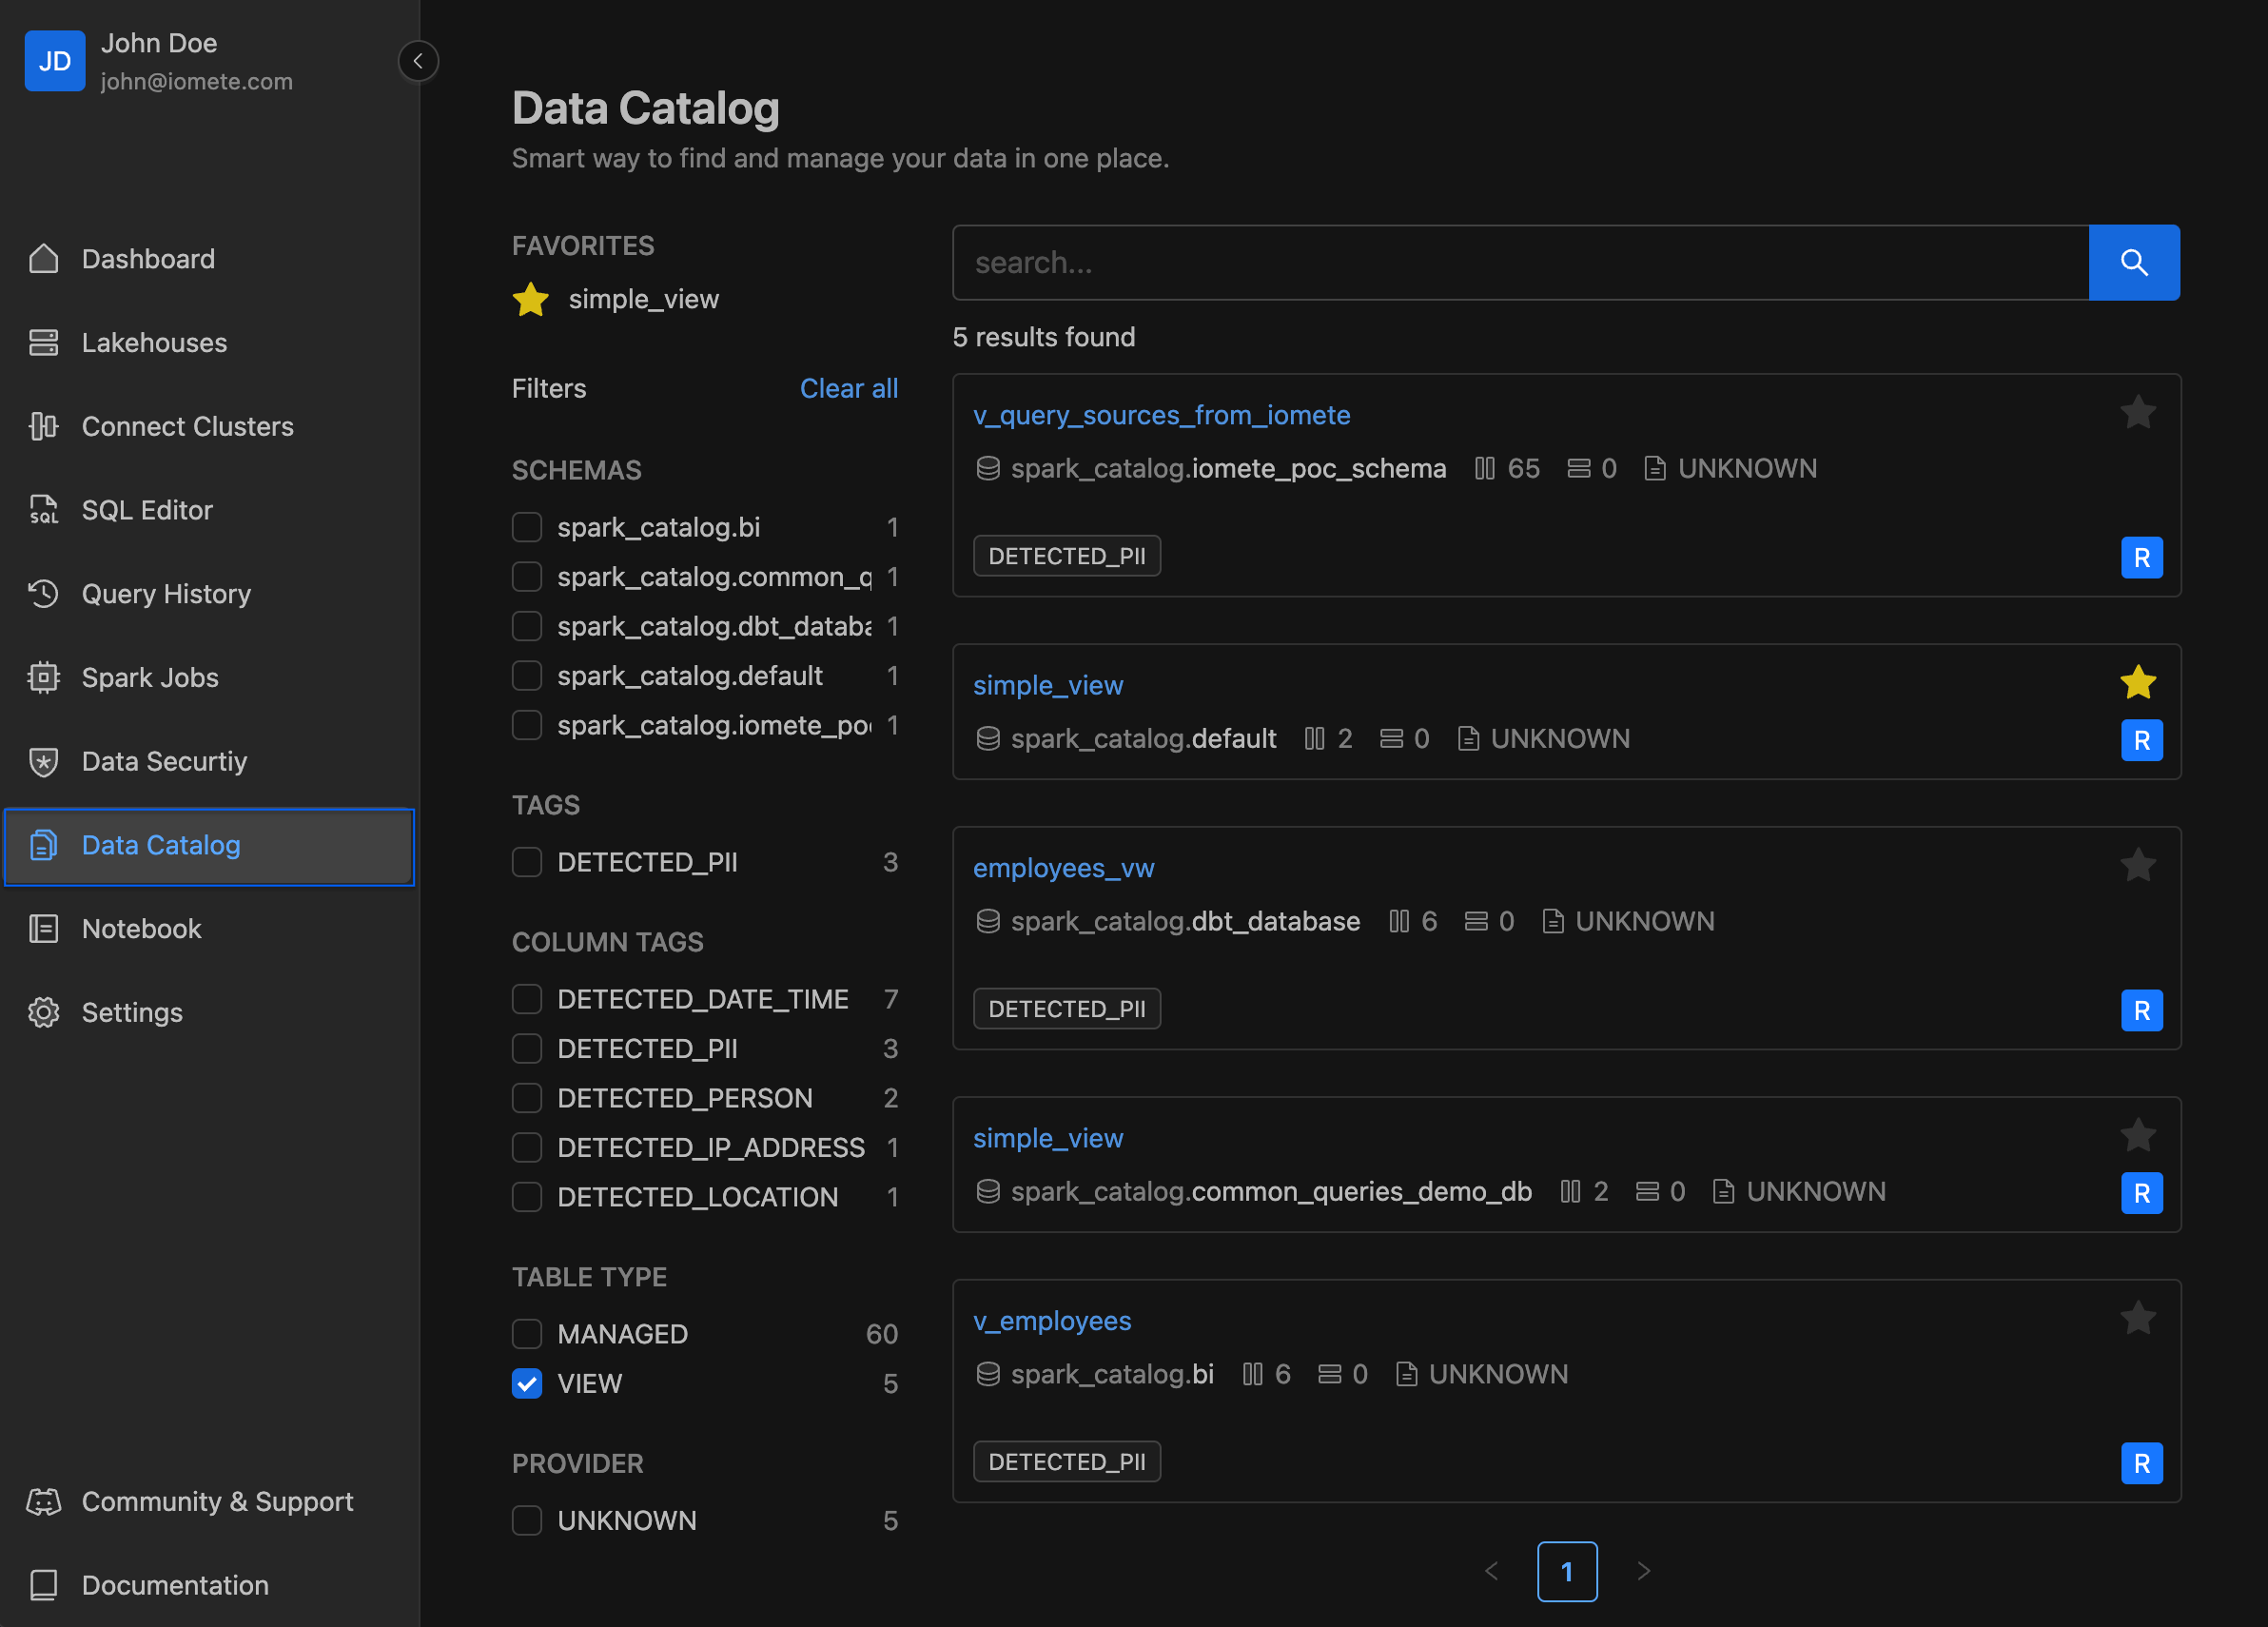 JD
John Doe
john@iomete.com
Dashboard
Lakehouses
Connect Clusters
SQL
SQL Editor
Query History
Spark Jobs
Data Securtiy
Data Catalog
Notebook
Settings
Community & Support
Documentation
Data Catalog
Smart way to find and manage your data in one place.
FAVORITES
simple_view
Filters
Clear all
SCHEMAS
spark_catalog.bi 1
spark_catalog.common_q 1
spark_catalog.dbt_databa 1
spark_catalog.default 1
spark_catalog.iomete_poc 1
TAGS
DETECTED_PII 3
COLUMN TAGS
DETECTED_DATE_TIME 7
DETECTED_PII 3
DETECTED_PERSON 2
DETECTED_IP_ADDRESS 1
DETECTED_LOCATION 1
TABLE TYPE
MANAGED 60
VIEW 5
PROVIDER
UNKNOWN 5
search...
5 results found
v_query_sources_from_iomete
spark_catalog.iomete_poc_schema 65 0 UNKNOWN
DETECTED_PII
R
simple_view
spark_catalog.default 2 0 UNKNOWN
R
employees_vw
spark_catalog.dbt_database 6 0 UNKNOWN
DETECTED_PII
R
simple_view
spark_catalog.common_queries_demo_db 2 0 UNKNOWN
R
v_employees
spark_catalog.bi 6 0 UNKNOWN
DETECTED_PII
R
1